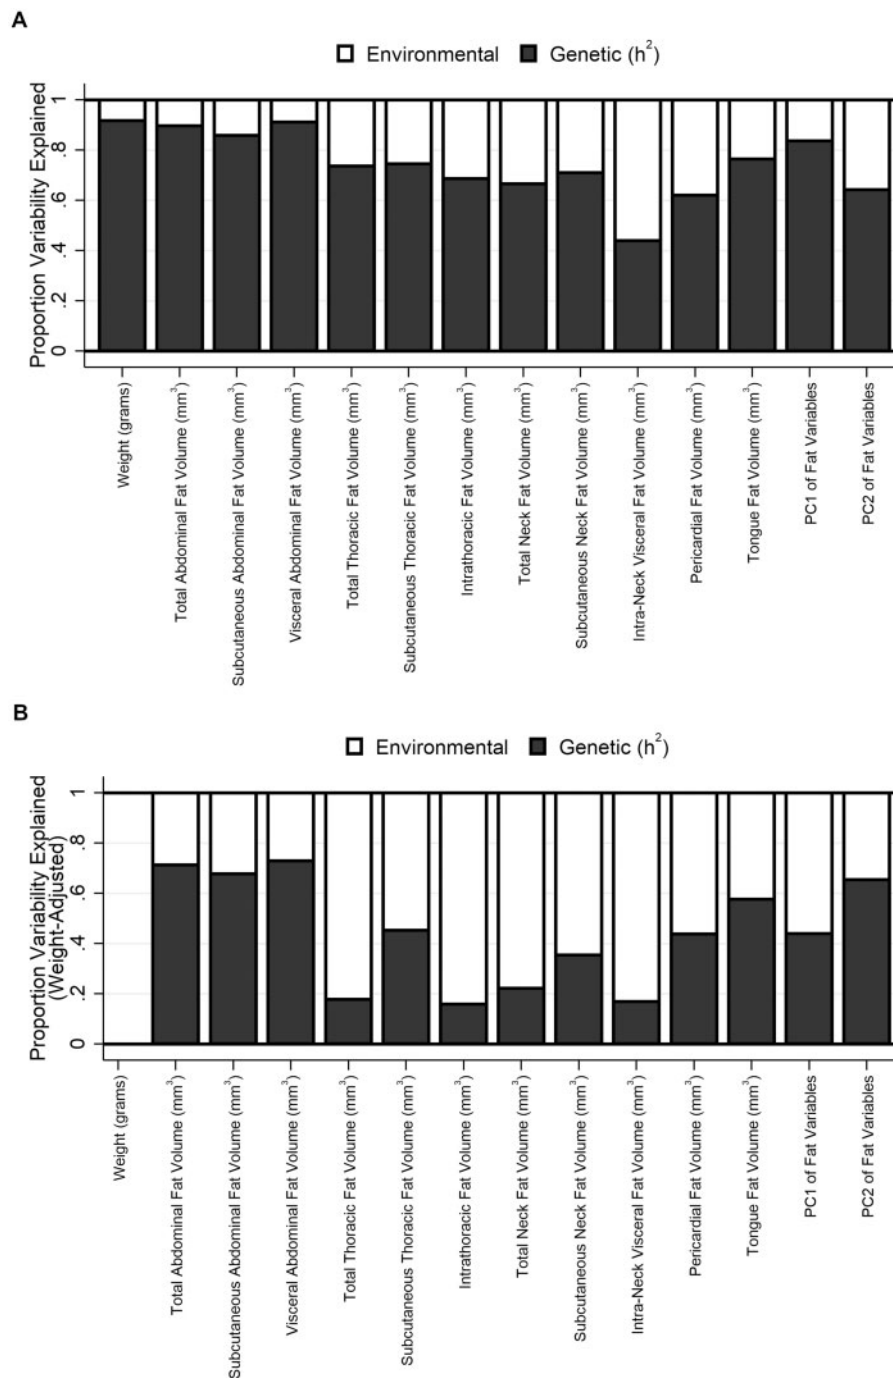 A
Environmental Genetic (h²)
Proportion Variability Explained
1
.8
.6
.4
.2
0
Weight (grams)
Total Abdominal Fat Volume (mm³)
Subcutaneous Abdominal Fat Volume (mm³)
Visceral Abdominal Fat Volume (mm³)
Total Thoracic Fat Volume (mm³)
Subcutaneous Thoracic Fat Volume (mm³)
Intrathoracic Fat Volume (mm³)
Total Neck Fat Volume (mm³)
Subcutaneous Neck Fat Volume (mm³)
Intra-Neck Visceral Fat Volume (mm³)
Pericardial Fat Volume (mm³)
Tongue Fat Volume (mm³)
PC1 of Fat Variables
PC2 of Fat Variables
B
Environmental Genetic (h²)
Proportion Variability Explained
(Weight-Adjusted)
1
.8
.6
.4
.2
0
Weight (grams)
Total Abdominal Fat Volume (mm³)
Subcutaneous Abdominal Fat Volume (mm³)
Visceral Abdominal Fat Volume (mm³)
Total Thoracic Fat Volume (mm³)
Subcutaneous Thoracic Fat Volume (mm³)
Intrathoracic Fat Volume (mm³)
Total Neck Fat Volume (mm³)
Subcutaneous Neck Fat Volume (mm³)
Intra-Neck Visceral Fat Volume (mm³)
Pericardial Fat Volume (mm³)
Tongue Fat Volume (mm³)
PC1 of Fat Variables
PC2 of Fat Variables